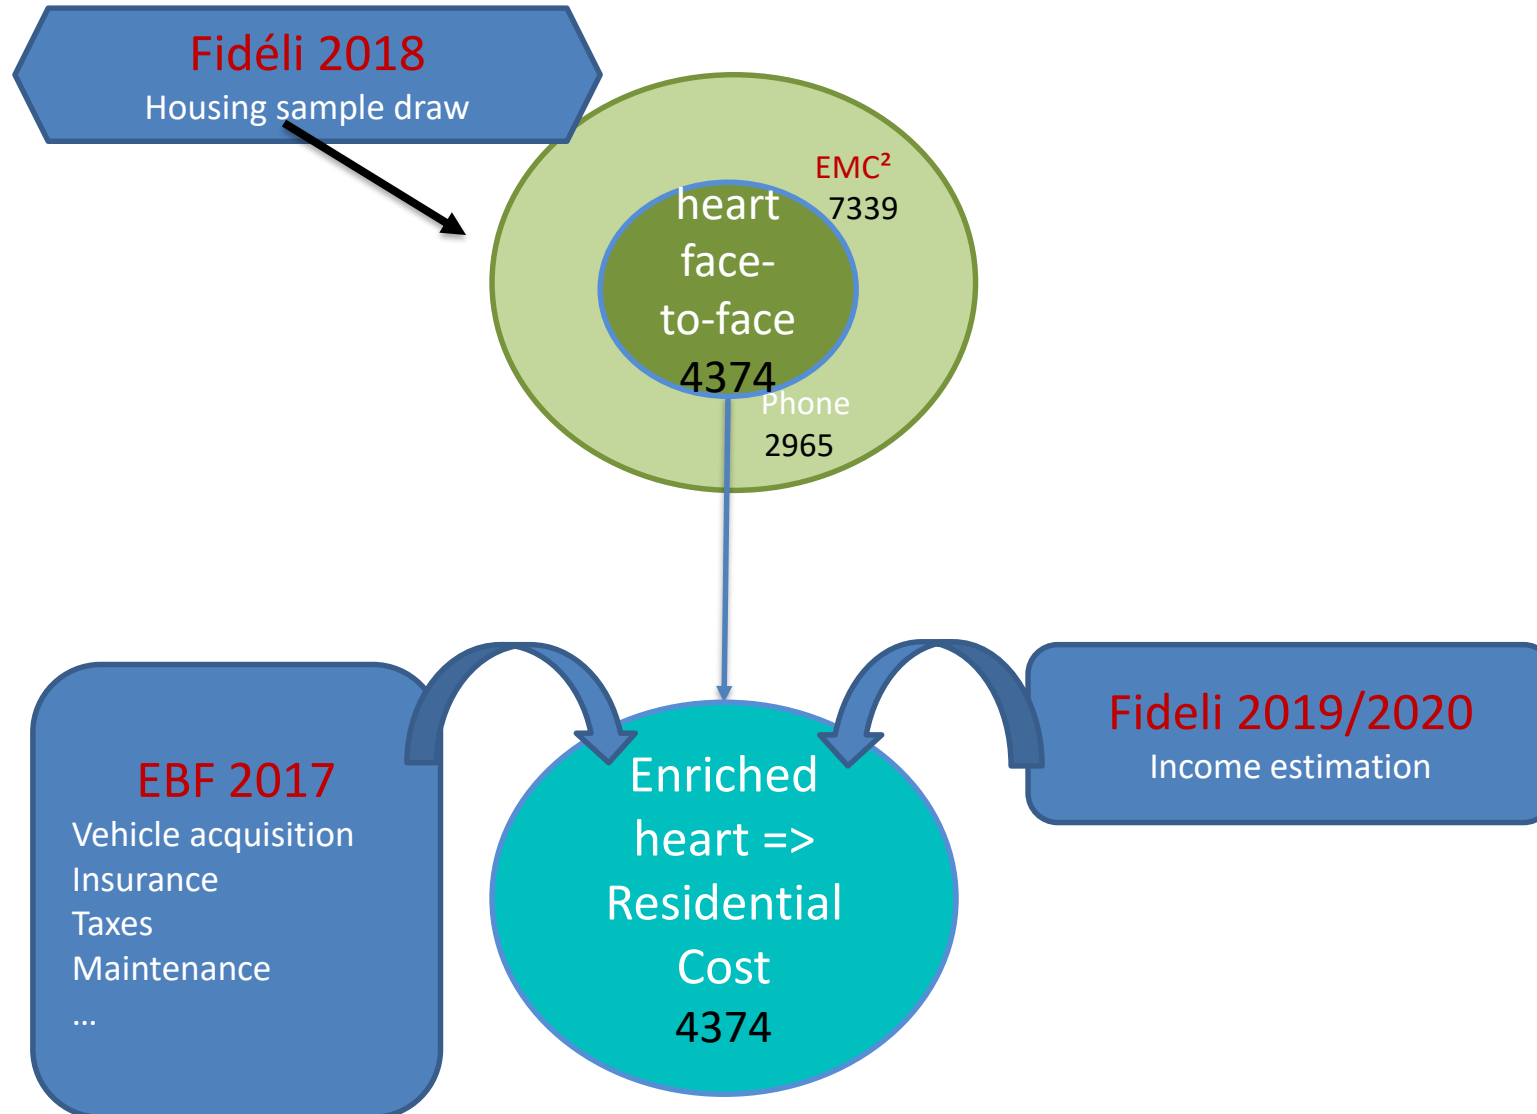 Fidéli 2018
Housing sample draw
EMC²
7339
heart
face-
to-face
4374
Phone
2965
EBF 2017
Vehicle acquisition
Insurance
Taxes
Maintenance
...
Enriched
heart =>
Residential
Cost
4374
Fideli 2019/2020
Income estimation